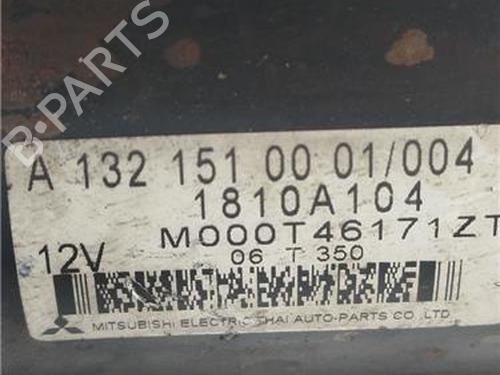 B-PARTS
A 132 151 00 01/004
1810A104
M000T46171ZT
12V
06 T 350
MITSUBISHI ELECTRIC THAI AUTO-PARTS CO.,LTD.